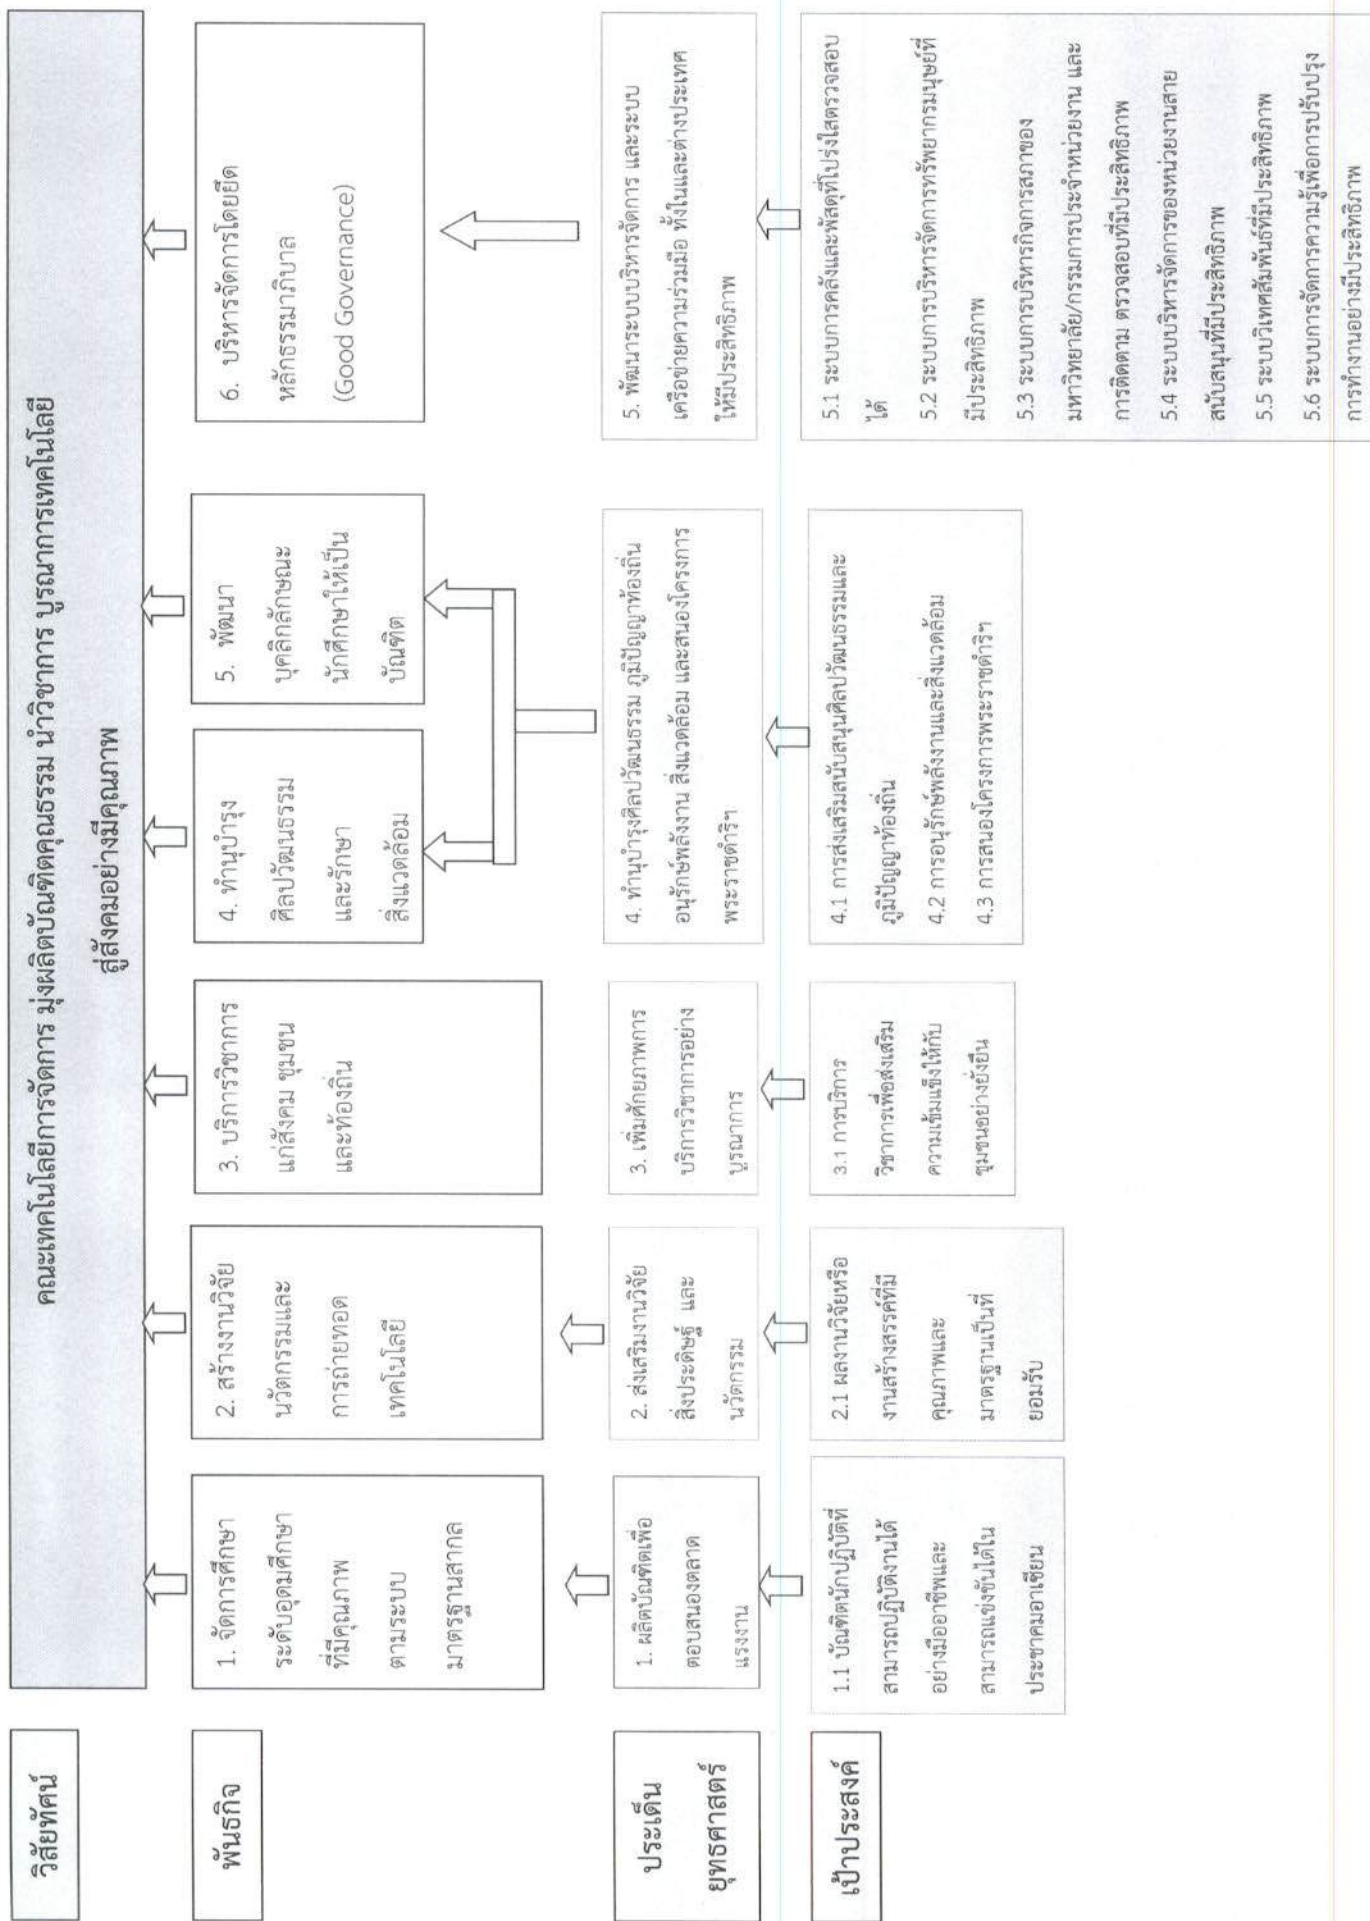 วิสัยทัศน์
คณะเทคโนโลยีการจัดการ มุ่งผลิตบัณฑิตคุณธรรม นำวิชาการ บูรณาการเทคโนโลยี
สู่สังคมอย่างมีคุณภาพ
พันธกิจ
1. จัดการศึกษา
ระดับอุดมศึกษา
ที่มีคุณภาพ
ตามระบบ
มาตรฐานสากล
2. สร้างงานวิจัย
นวัตกรรมและ
การถ่ายทอด
เทคโนโลยี
3. บริการวิชาการ
แก่สังคม ชุมชน
และท้องถิ่น
4. ทำนุบำรุง
ศิลปวัฒนธรรม
และรักษา
สิ่งแวดล้อม
5. พัฒนา
บุคลิกลักษณะ
นักศึกษาให้เป็น
บัณฑิต
6. บริหารจัดการโดยยึด
หลักธรรมาภิบาล
(Good Governance)
ประเด็น
ยุทธศาสตร์
1. ผลิตบัณฑิตเพื่อ
ตอบสนองตลาด
แรงงาน
2. ส่งเสริมงานวิจัย
สิ่งประดิษฐ์ และ
นวัตกรรม
3. เพิ่มศักยภาพการ
บริการวิชาการอย่าง
บูรณาการ
4. ทำนุบำรุงศิลปวัฒนธรรม ภูมิปัญญาท้องถิ่น
อนุรักษ์พลังงาน สิ่งแวดล้อม และสนองโครงการ
พระราชดำริฯ
5. พัฒนาระบบบริหารจัดการ และระบบ
เครือข่ายความร่วมมือ ทั้งในและต่างประเทศ
ให้มีประสิทธิภาพ
เป้าประสงค์
1.1 บัณฑิตนักปฏิบัติที่
สามารถปฏิบัติงานได้
อย่างมืออาชีพและ
สามารถแข่งขันได้ใน
ประชาคมอาเซียน
2.1 ผลงานวิจัยหรือ
งานสร้างสรรค์ที่มี
คุณภาพและ
มาตรฐานเป็นที่
ยอมรับ
3.1 การบริการ
วิชาการเพื่อส่งเสริม
ความเข้มแข็งให้กับ
ชุมชนอย่างยั่งยืน
4.1 การส่งเสริมสนับสนุนศิลปวัฒนธรรมและ
ภูมิปัญญาท้องถิ่น
4.2 การอนุรักษ์พลังงานและสิ่งแวดล้อม
4.3 การสนองโครงการพระราชดำริฯ
5.1 ระบบการคลังและพัสดุที่โปร่งใสตรวจสอบ
ได้
5.2 ระบบการบริหารจัดการทรัพยากรมนุษย์ที่
มีประสิทธิภาพ
5.3 ระบบการบริหารกิจการสภาของ
มหาวิทยาลัย/กรรมการประจำหน่วยงาน และ
การติดตาม ตรวจสอบที่มีประสิทธิภาพ
5.4 ระบบบริหารจัดการของหน่วยงานสาย
สนับสนุนที่มีประสิทธิภาพ
5.5 ระบบวิเทศสัมพันธ์ที่มีประสิทธิภาพ
5.6 ระบบการจัดการความรู้เพื่อการปรับปรุง
การทำงานอย่างมีประสิทธิภาพ